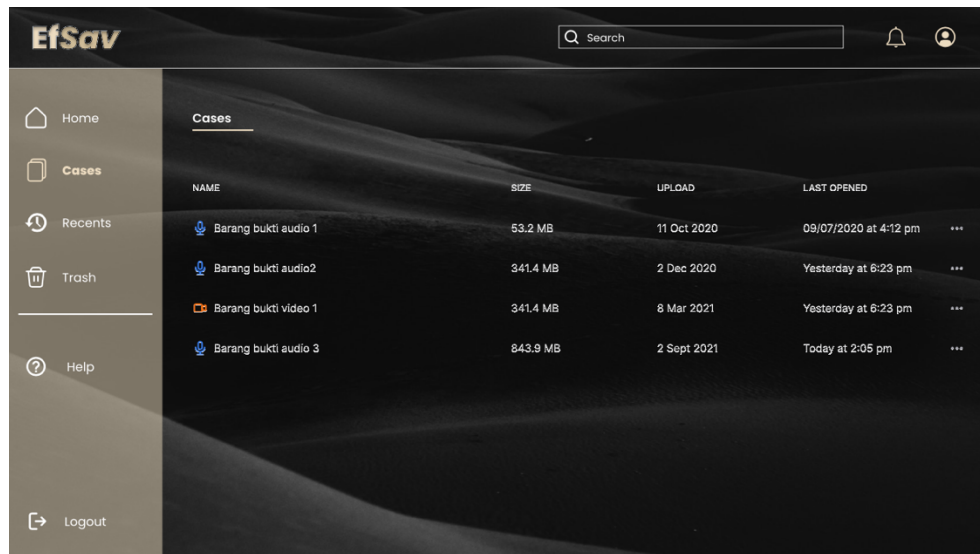 EfSav
Search
Home
Cases
Recents
Trash
Help
Logout
Cases
NAME SIZE UPLOAD LAST OPENED
Barang bukti audio 1 53.2 MB 11 Oct 2020 09/07/2020 at 4:12 pm
Barang bukti audio2 341.4 MB 2 Dec 2020 Yesterday at 6:23 pm
Barang bukti video 1 341.4 MB 8 Mar 2021 Yesterday at 6:23 pm
Barang bukti audio 3 843.9 MB 2 Sept 2021 Today at 2:05 pm